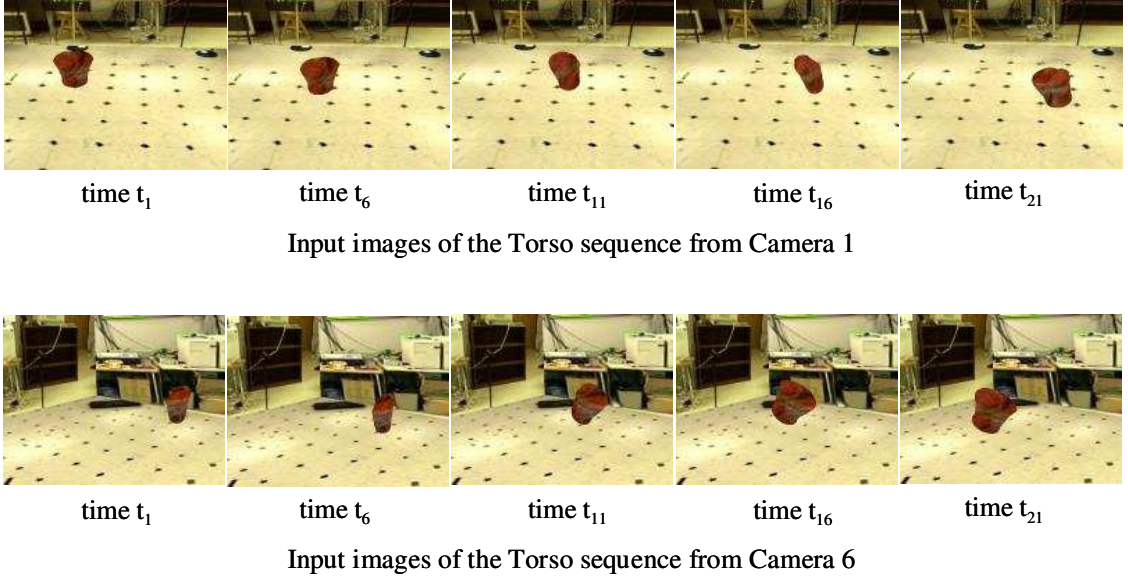 time t₁ time t₆ time t₁₁ time t₁₆ time t₂₁
Input images of the Torso sequence from Camera 1
time t₁ time t₆ time t₁₁ time t₁₆ time t₂₁
Input images of the Torso sequence from Camera 6